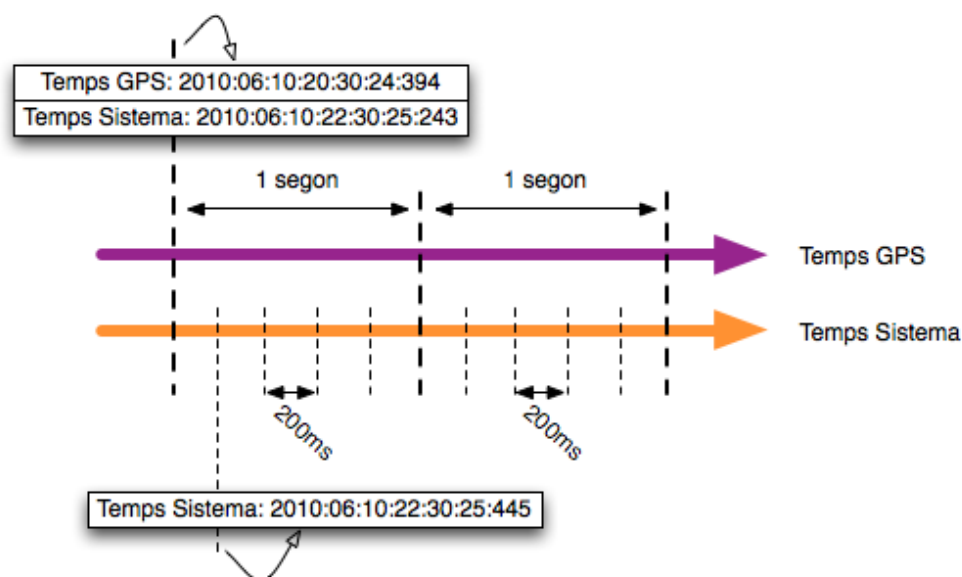 Temps GPS: 2010:06:10:20:30:24:394
Temps Sistema: 2010:06:10:22:30:25:243
1 segon
1 segon
Temps GPS
Temps Sistema
200ms
200ms
Temps Sistema: 2010:06:10:22:30:25:445